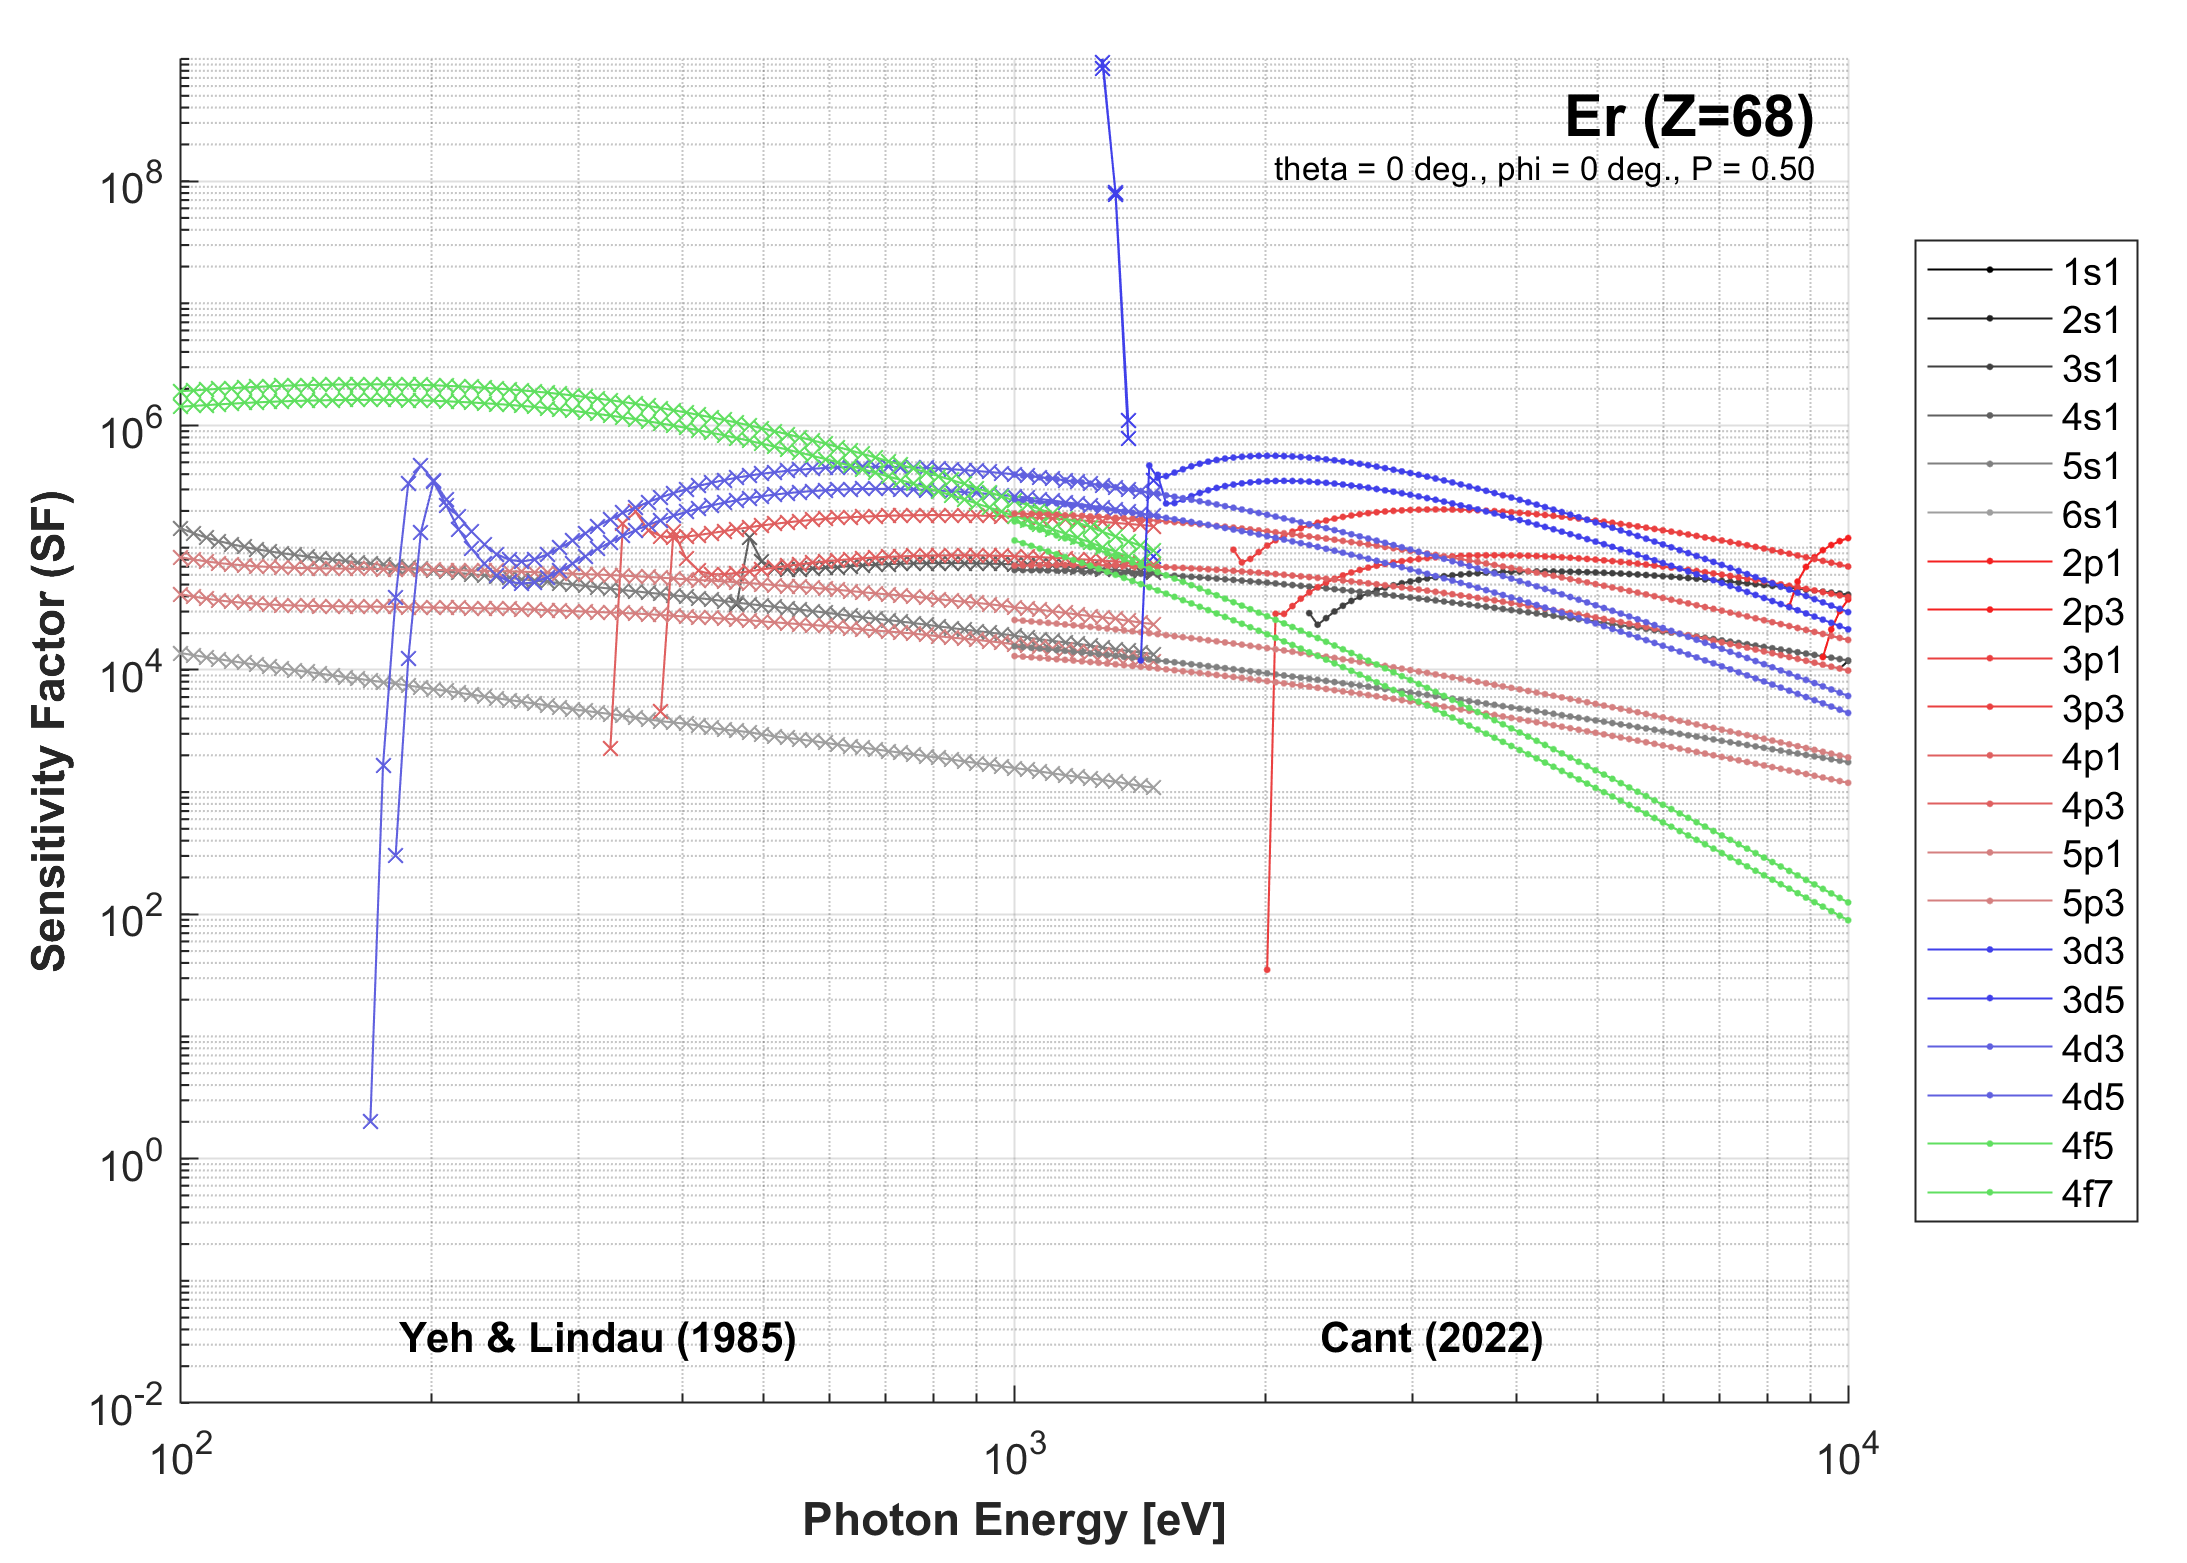 Er (Z=68)
theta = 0 deg., phi = 0 deg., P = 0.50
10^8
10^6
10^4
10^2
10^0
10^-2
Sensitivity Factor (SF)
Yeh & Lindau (1985)
Cant (2022)
10^2
10^3
10^4
Photon Energy [eV]
1s1
2s1
3s1
4s1
5s1
6s1
2p1
2p3
3p1
3p3
4p1
4p3
5p1
5p3
3d3
3d5
4d3
4d5
4f5
4f7